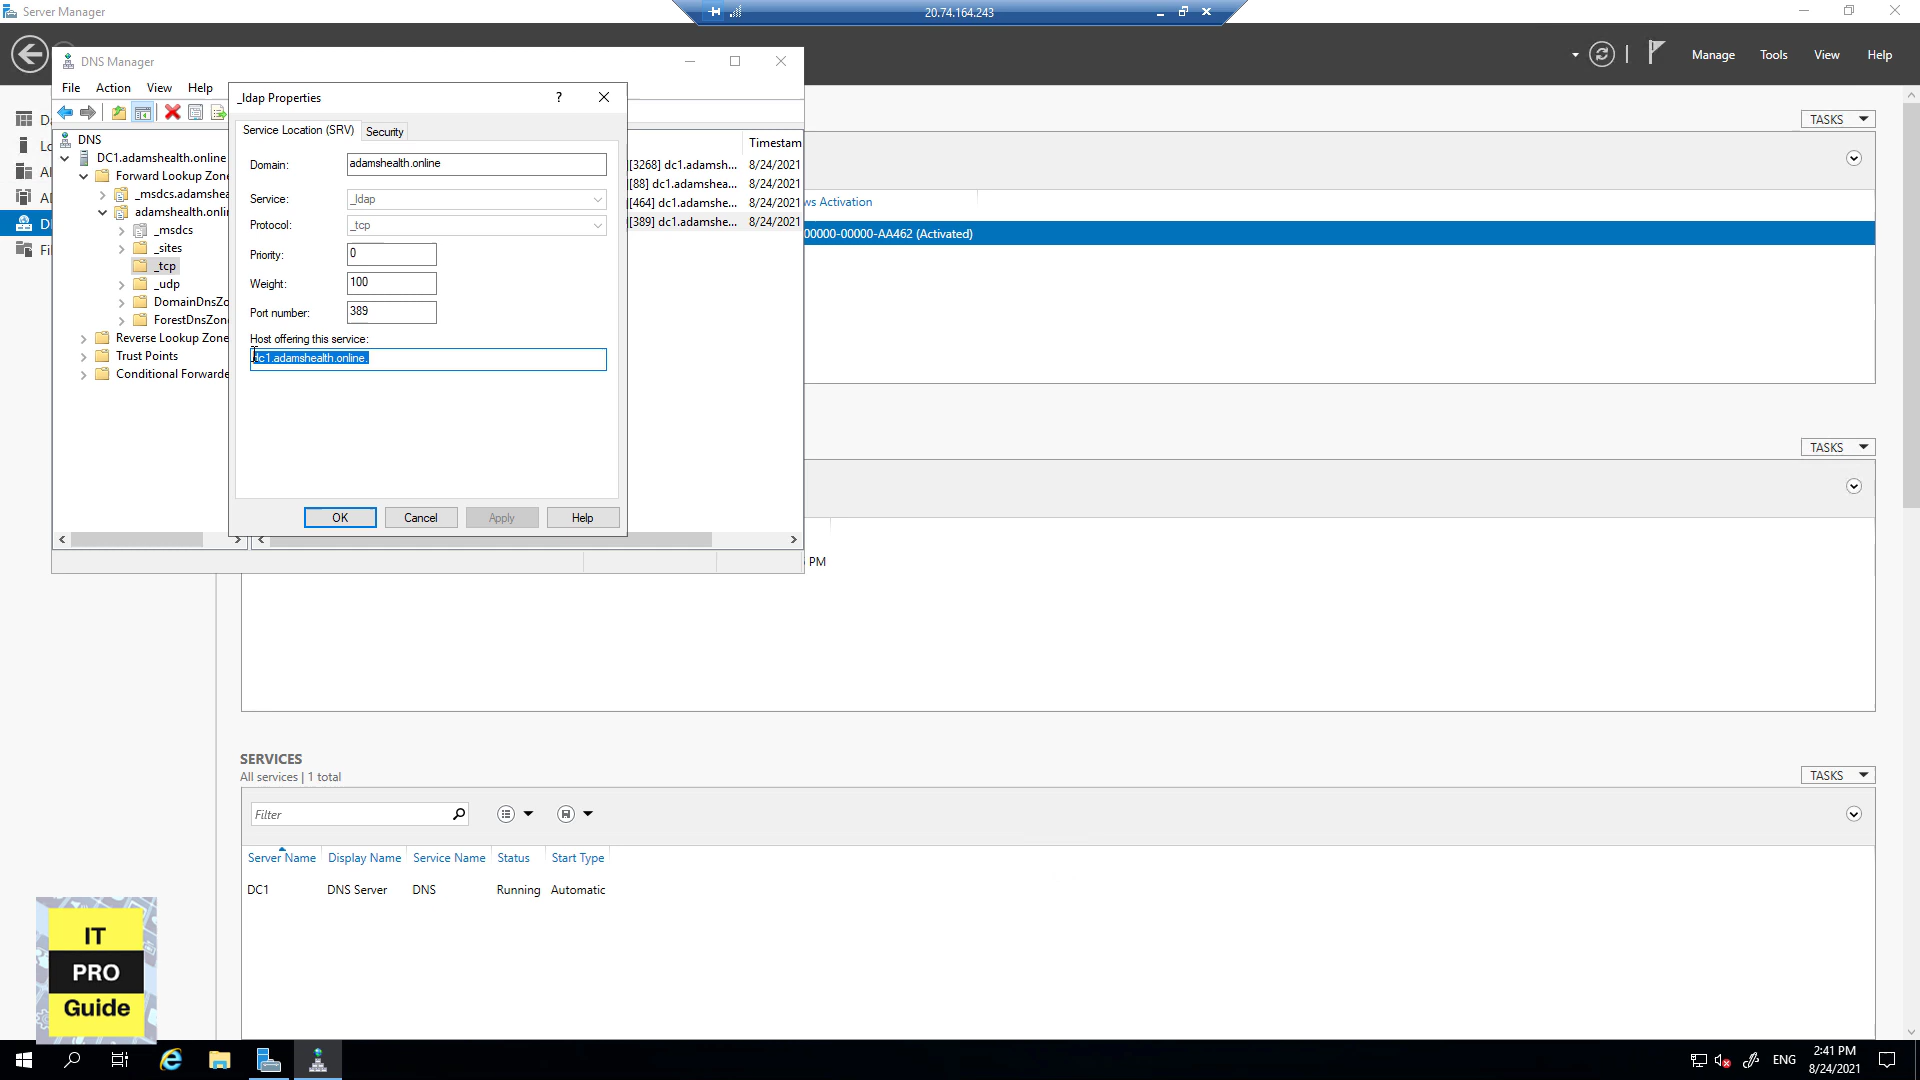 Server Manager
20.74.164.243
Manage
Tools
View
Help
DNS Manager
File
Action
View
Help
_ldap Properties
?
Service Location (SRV)
Security
DNS
DC1.adamshealth.online
Forward Lookup Zone
_msdcs.adamshea
adamshealth.onli
_msdcs
_sites
_tcp
_udp
DomainDnsZo
ForestDnsZon
Reverse Lookup Zone
Trust Points
Conditional Forwarde
Domain:
adamshealth.online
Service:
_ldap
Protocol:
_tcp
Priority:
0
Weight:
100
Port number:
389
Host offering this service:
dc1.adamshealth.online.
OK
Cancel
Apply
Help
Timestam
[3268] dc1.adamsh...
8/24/2021
[88] dc1.adamshea...
8/24/2021
[464] dc1.adamshe...
8/24/2021
[389] dc1.adamshe...
8/24/2021
TASKS
ws Activation
00000-00000-AA462 (Activated)
TASKS
PM
SERVICES
All services | 1 total
TASKS
Filter
Server Name
Display Name
Service Name
Status
Start Type
DC1
DNS Server
DNS
Running
Automatic
IT
PRO
Guide
ENG
2:41 PM
8/24/2021